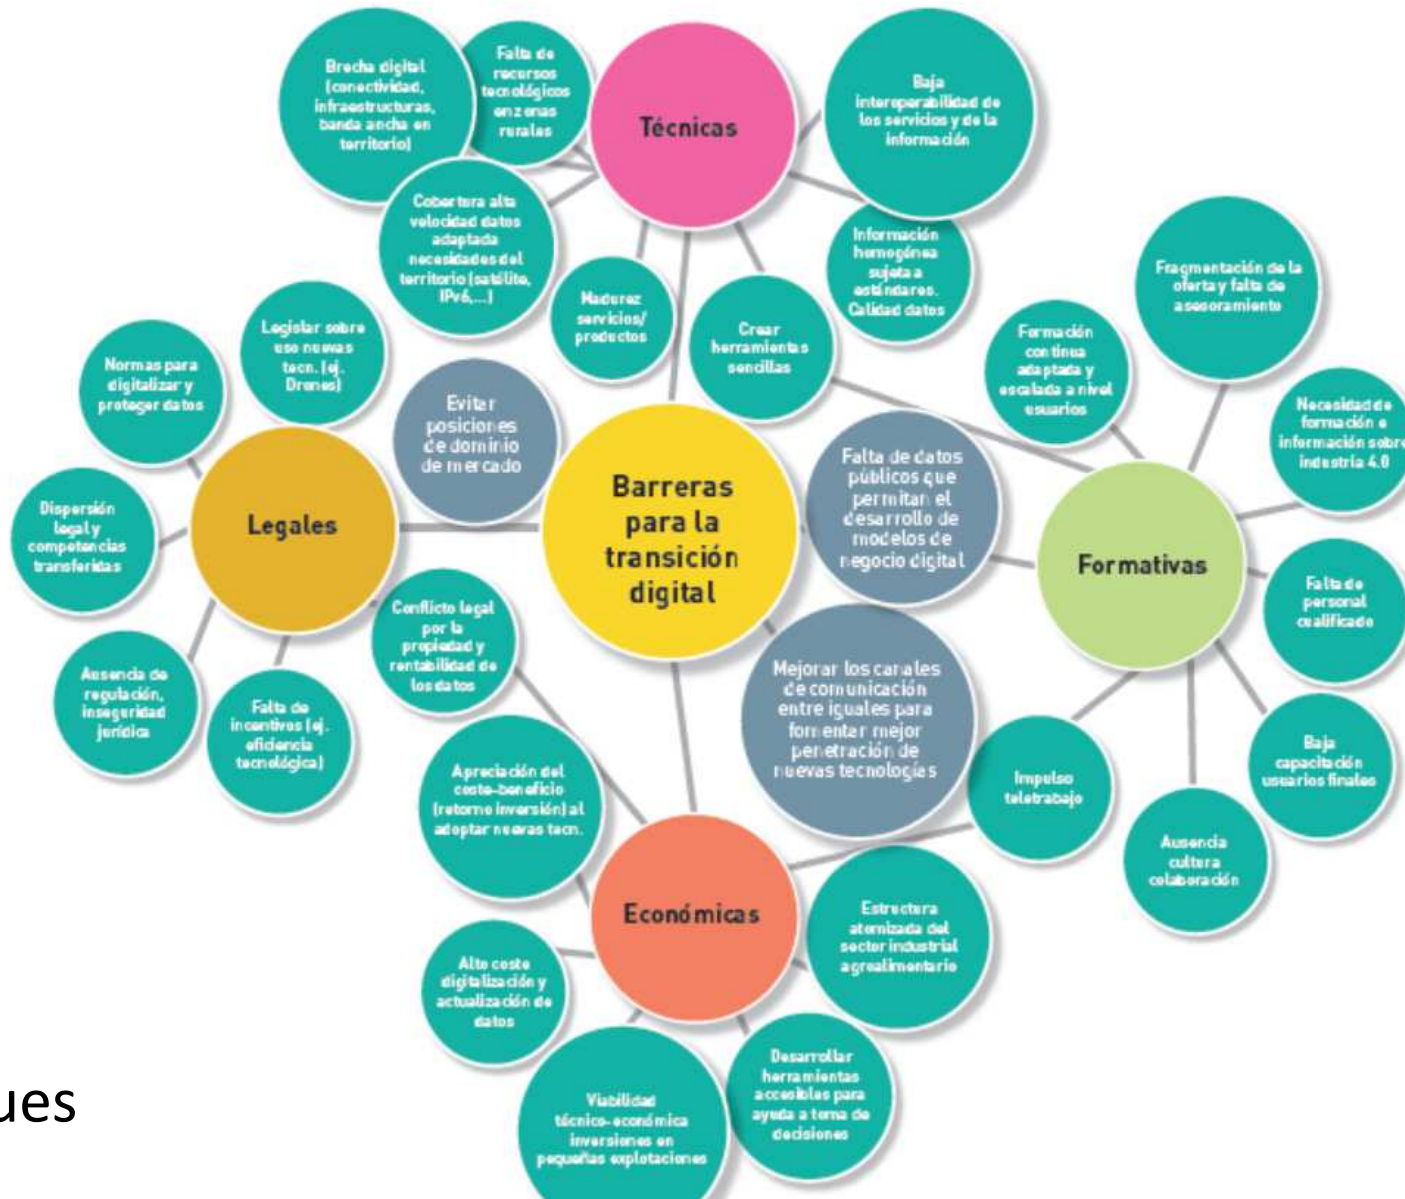 Brecha digital
(conectividad,
infraestructuras,
banda ancha en
territorio)
Falta de
recursos
tecnológicos
en zonas
rurales
Técnicas
Baja
interoperabilidad de
los servicios y de la
información
Cobertura alta
velocidad datos
adaptada
necesidades del
territorio (satélite,
IPv6,...)
Madurez
servicios/
productos
Crear
herramientas
sencillas
Información
homogénea
sujeta a
estándares.
Calidad datos
Fragmentación de la
oferta y falta de
asesoramiento
Formación
continua
adaptada y
escalada a nivel
usuarios
Necesidad de
formación e
información sobre
industria 4.0
Legislar sobre
uso nuevas
tecn. (ej.
Drones)
Normas para
digitalizar y
proteger datos
Evitar
posiciones
de dominio
de mercado
Barreras
para la
transición
digital
Falta de datos
públicos que
permitan el
desarrollo de
modelos de
negocio digital
Formativas
Legales
Dispersión
legal y
competencias
transferidas
Falta de
personal
cualificado
Conflicto legal
por la
propiedad y
rentabilidad de
los datos
Ausencia de
regulación,
inseguridad
jurídica
Falta de
incentivos (ej.
eficiencia
tecnológica)
Mejorar los canales
de comunicación
entre iguales para
fomentar mejor
penetración de
nuevas tecnologías
Impulso
teletrabajo
Baja
capacitación
usuarios finales
Ausencia
cultura
colaboración
Apreciación del
coste-beneficio
(retorno inversión) al
adoptar nuevas tecn.
Económicas
Estructura
atomizada del
sector industrial
agroalimentario
Alto coste
digitalización y
actualización de
datos
Viabilidad
técnico-económica
inversiones en
pequeñas explotaciones
Desarrollar
herramientas
accesibles para
ayuda a toma de
decisiones
ues